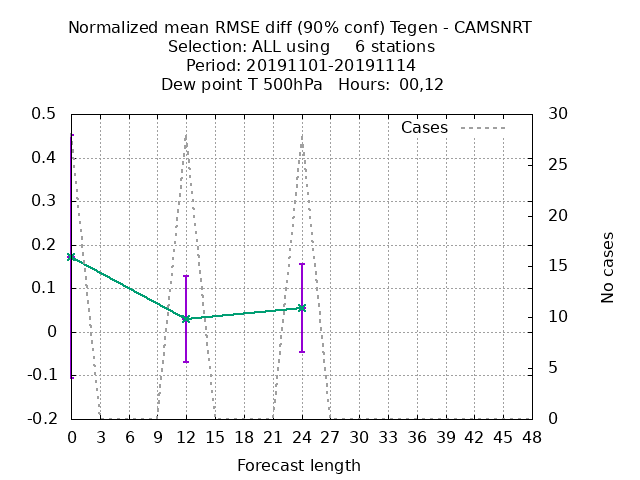 Normalized mean RMSE diff (90% conf) Tegen - CAMSNRT
Selection: ALL using     6 stations
Period: 20191101-20191114
Dew point T 500hPa   Hours:  00,12
Cases
0.5
0.4
0.3
0.2
0.1
0
-0.1
-0.2
30
25
20
15
10
5
0
No cases
0 3 6 9 12 15 18 21 24 27 30 33 36 39 42 45 48
Forecast length